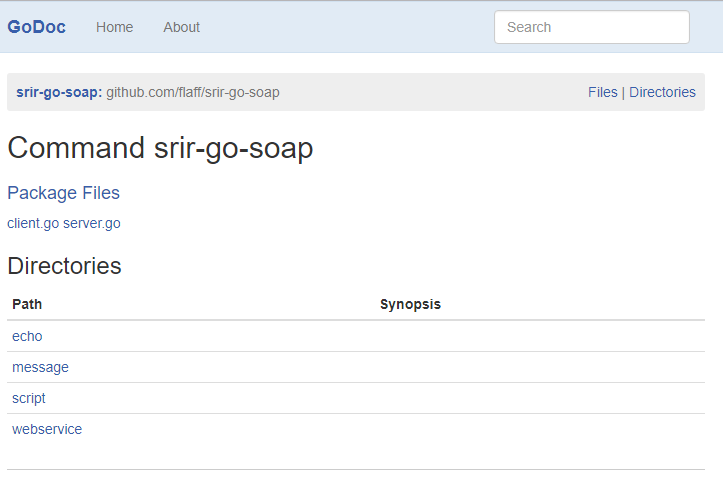 GoDoc Home About Search
srir-go-soap: github.com/flaff/srir-go-soap Files | Directories
Command srir-go-soap
Package Files
client.go server.go
Directories
Path Synopsis
echo
message
script
webservice